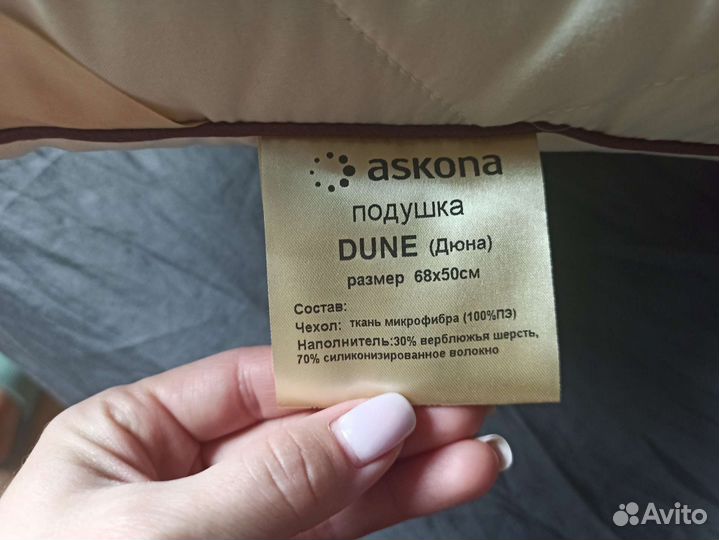 askona
подушка
DUNE (Дюна)
размер 68х50см
Состав:
Чехол: ткань микрофибра (100%ПЭ)
Наполнитель:30% верблюжья шерсть,
70% силиконизированное волокно
Avito